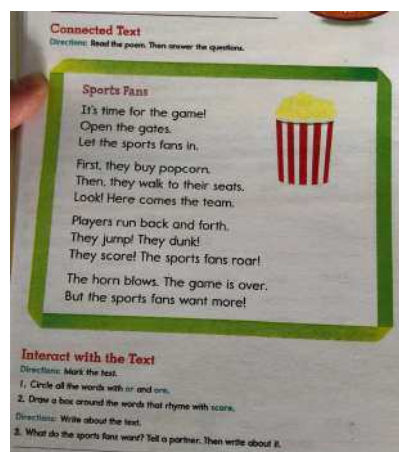 Connected Text
Directions: Read the poem. Then answer the questions.
Sports Fans
It's time for the game!
Open the gates.
Let the sports fans in.
First, they buy popcorn.
Then, they walk to their seats.
Look! Here comes the team.
Players run back and forth.
They jump! They dunk!
They score! The sports fans roar!
The horn blows. The game is over.
But the sports fans want more!
Interact with the Text
Directions: Mark the text.
1. Circle all the words with or and ore.
2. Draw a box around the words that rhyme with score.
Directions: Write about the text.
3. What do the sports fans want? Tell a partner. Then write about it.